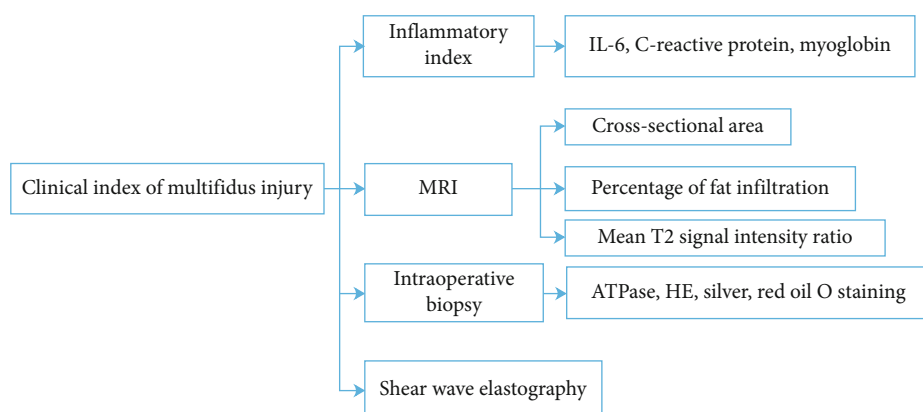 Clinical index of multifidus injury
Inflammatory
index
IL-6, C-reactive protein, myoglobin
MRI
Cross-sectional area
Percentage of fat infiltration
Mean T2 signal intensity ratio
Intraoperative
biopsy
ATPase, HE, silver, red oil O staining
Shear wave elastography